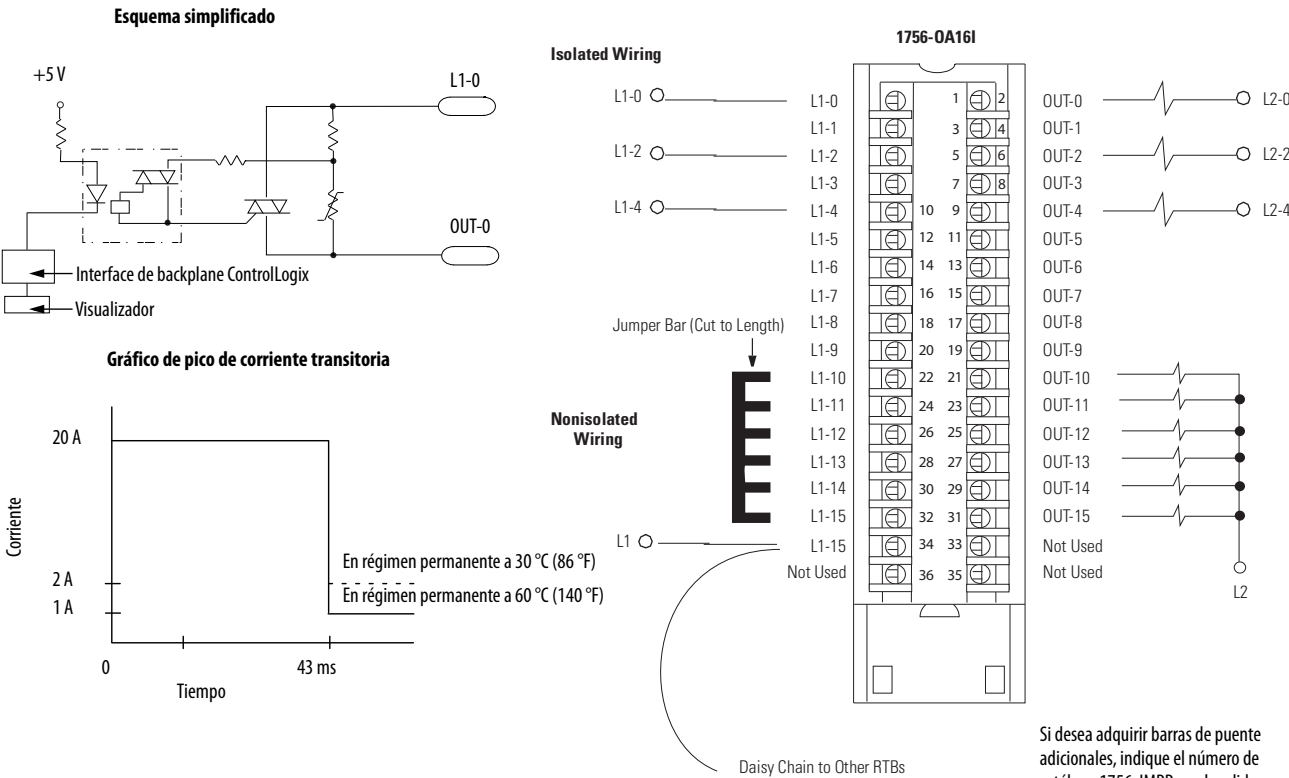 Esquema simplificado
+5 V
L1-0
OUT-0
Interface de backplane ControlLogix
Visualizador
Gráfico de pico de corriente transitoria
Corriente
20 A
2 A
1 A
En régimen permanente a 30 °C (86 °F)
En régimen permanente a 60 °C (140 °F)
0
43 ms
Tiempo
1756-OA16I
Isolated Wiring
L1-0 L1-0 1 2 OUT-0 L2-0
L1-1 3 4 OUT-1
L1-2 L1-2 5 6 OUT-2 L2-2
L1-3 7 8 OUT-3
L1-4 L1-4 10 9 OUT-4 L2-4
L1-5 12 11 OUT-5
L1-6 14 13 OUT-6
L1-7 16 15 OUT-7
Jumper Bar (Cut to Length)
L1-8 18 17 OUT-8
L1-9 20 19 OUT-9
L1-10 22 21 OUT-10
L1-11 24 23 OUT-11
Nonisolated
Wiring
L1-12 26 25 OUT-12
L1-13 28 27 OUT-13
L1-14 30 29 OUT-14
L1-15 32 31 OUT-15
L1 L1-15 34 33 Not Used
Not Used 36 35 Not Used
L2
Daisy Chain to Other RTBs
Si desea adquirir barras de puente
adicionales, indique el número de